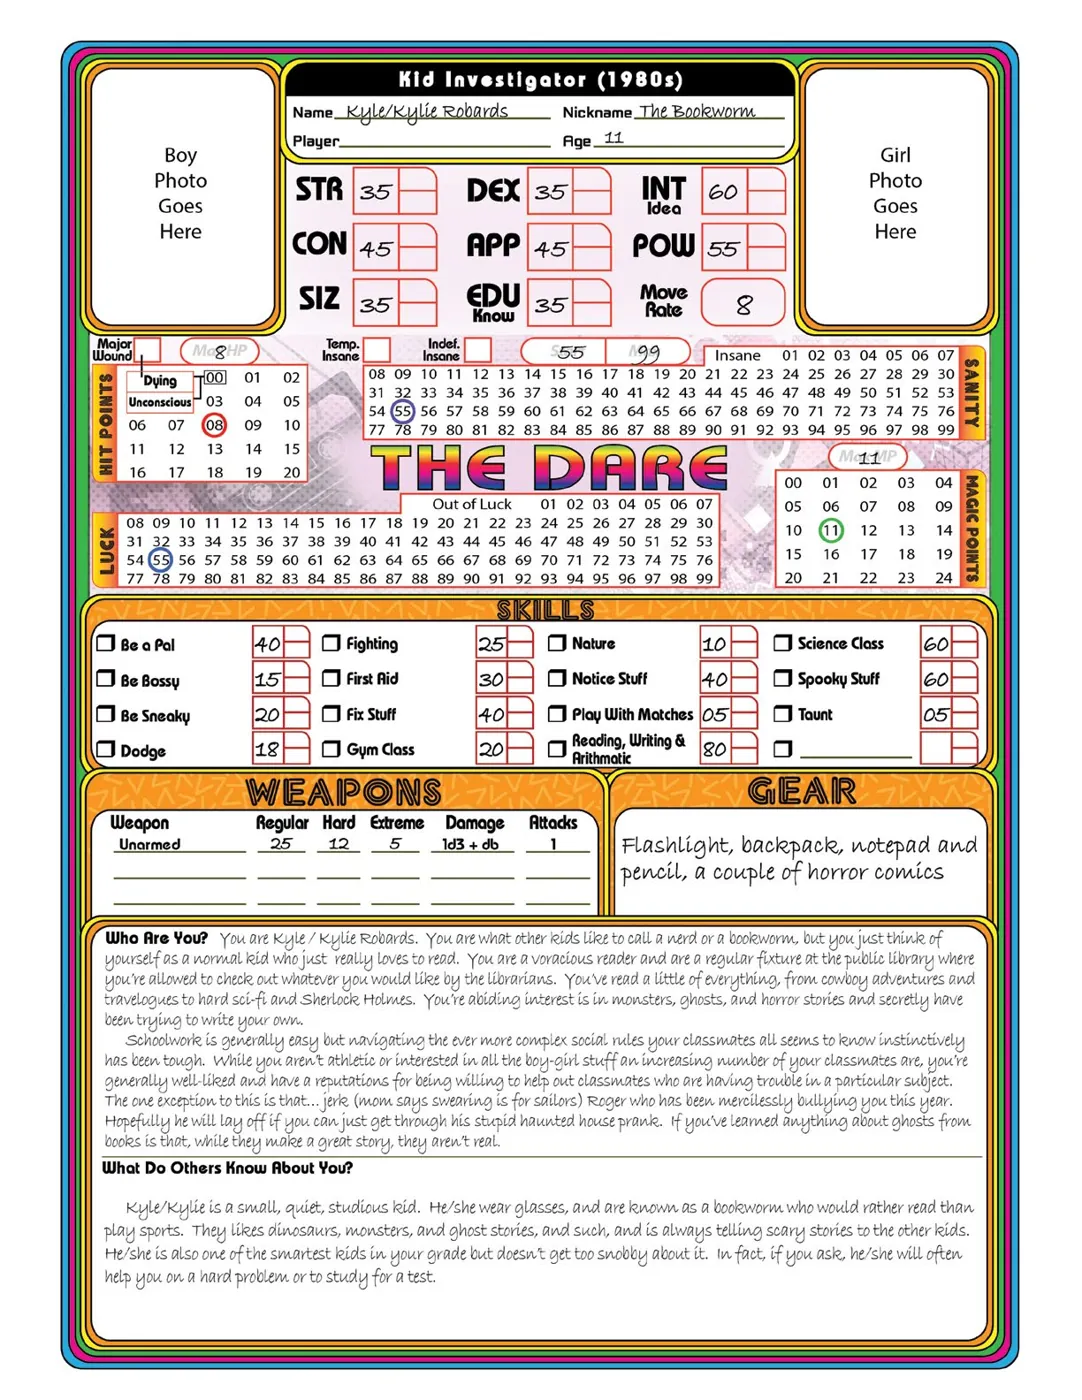 Kid Investigator (1980s)
Name Kyle/Kylie Robards Nickname The Bookworm
Player Age 11
Boy
Photo
Goes
Here
Girl
Photo
Goes
Here
STR 35 DEX 35 INT Idea 60
CON 45 APP 45 POW 55
SIZ 35 EDU Know 35 Move Rate 8
Major Wound 8 Temp. Insane Indef. Insane 55 99
HIT POINTS
Dying 00 01 02
Unconscious 03 04 05
06 07 08 09 10
11 12 13 14 15
16 17 18 19 20
SANITY
Insane 01 02 03 04 05 06 07
08 09 10 11 12 13 14 15 16 17 18 19 20 21 22 23 24 25 26 27 28 29 30
31 32 33 34 35 36 37 38 39 40 41 42 43 44 45 46 47 48 49 50 51 52 53
54 55 56 57 58 59 60 61 62 63 64 65 66 67 68 69 70 71 72 73 74 75 76
77 78 79 80 81 82 83 84 85 86 87 88 89 90 91 92 93 94 95 96 97 98 99
THE DARE
Max MP 11
MAGIC POINTS
00 01 02 03 04
05 06 07 08 09
10 11 12 13 14
15 16 17 18 19
20 21 22 23 24
LUCK
Out of Luck 01 02 03 04 05 06 07
08 09 10 11 12 13 14 15 16 17 18 19 20 21 22 23 24 25 26 27 28 29 30
31 32 33 34 35 36 37 38 39 40 41 42 43 44 45 46 47 48 49 50 51 52 53
54 55 56 57 58 59 60 61 62 63 64 65 66 67 68 69 70 71 72 73 74 75 76
77 78 79 80 81 82 83 84 85 86 87 88 89 90 91 92 93 94 95 96 97 98 99
SKILLS
Be a Pal 40 Fighting 25 Nature 10 Science Class 60
Be Bossy 15 First Aid 30 Notice Stuff 40 Spooky Stuff 60
Be Sneaky 20 Fix Stuff 40 Play With Matches 05 Taunt 05
Dodge 18 Gym Class 20 Reading, Writing & Arithmatic 80
WEAPONS
Weapon Regular Hard Extreme Damage Attacks
Unarmed 25 12 5 1d3 + db 1
GEAR
Flashlight, backpack, notepad and
pencil, a couple of horror comics
Who Are You? You are Kyle / Kylie Robards. You are what other kids like to call a nerd or a bookworm, but you just think of
yourself as a normal kid who just really loves to read. You are a voracious reader and are a regular fixture at the public library where
you're allowed to check out whatever you would like by the librarians. You've read a little of everything, from cowboy adventures and
travelogues to hard sci-fi and Sherlock Holmes. You're abiding interest is in monsters, ghosts, and horror stories and secretly have
been trying to write your own.
Schoolwork is generally easy but navigating the ever more complex social rules your classmates all seems to know instinctively
has been tough. While you aren't athletic or interested in all the boy-girl stuff an increasing number of your classmates are, you're
generally well-liked and have a reputations for being willing to help out classmates who are having trouble in a particular subject.
The one exception to this is that... jerk (mom says swearing is for sailors) Roger who has been mercilessly bullying you this year.
Hopefully he will lay off if you can just get through his stupid haunted house prank. If you've learned anything about ghosts from
books is that, while they make a great story, they aren't real.
What Do Others Know About You?
Kyle/Kylie is a small, quiet, studious kid. He/she wear glasses, and are known as a bookworm who would rather read than
play sports. They likes dinosaurs, monsters, and ghost stories, and such, and is always telling scary stories to the other kids.
He/she is also one of the smartest kids in your grade but doesn't get too snobby about it. In fact, if you ask, he/she will often
help you on a hard problem or to study for a test.